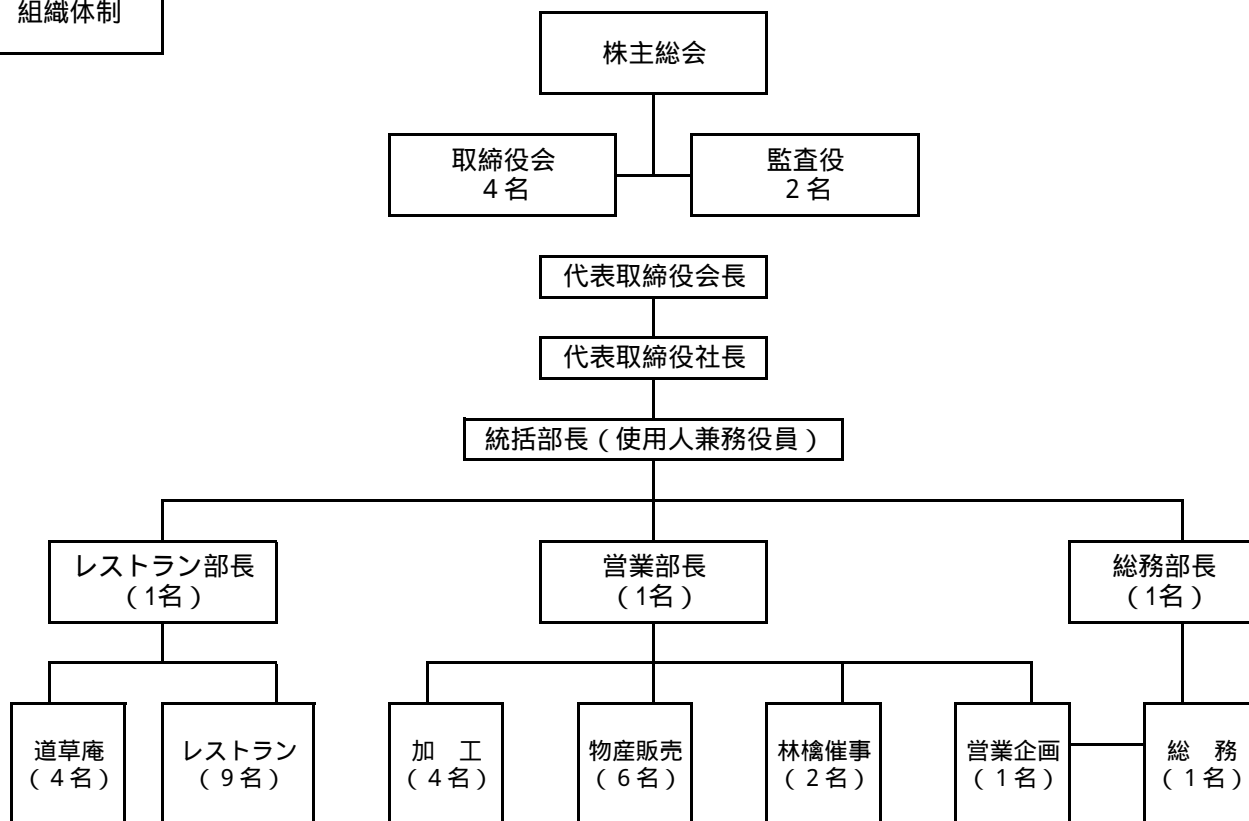 組織体制
株主総会
取締役会
4名
監査役
2名
代表取締役会長
代表取締役社長
統括部長(使用人兼務役員)
レストラン部長
(1名)
営業部長
(1名)
総務部長
(1名)
道草庵
(4名)
レストラン
(9名)
加　工
(4名)
物産販売
(6名)
林檎催事
(2名)
営業企画
(1名)
総　務
(1名)